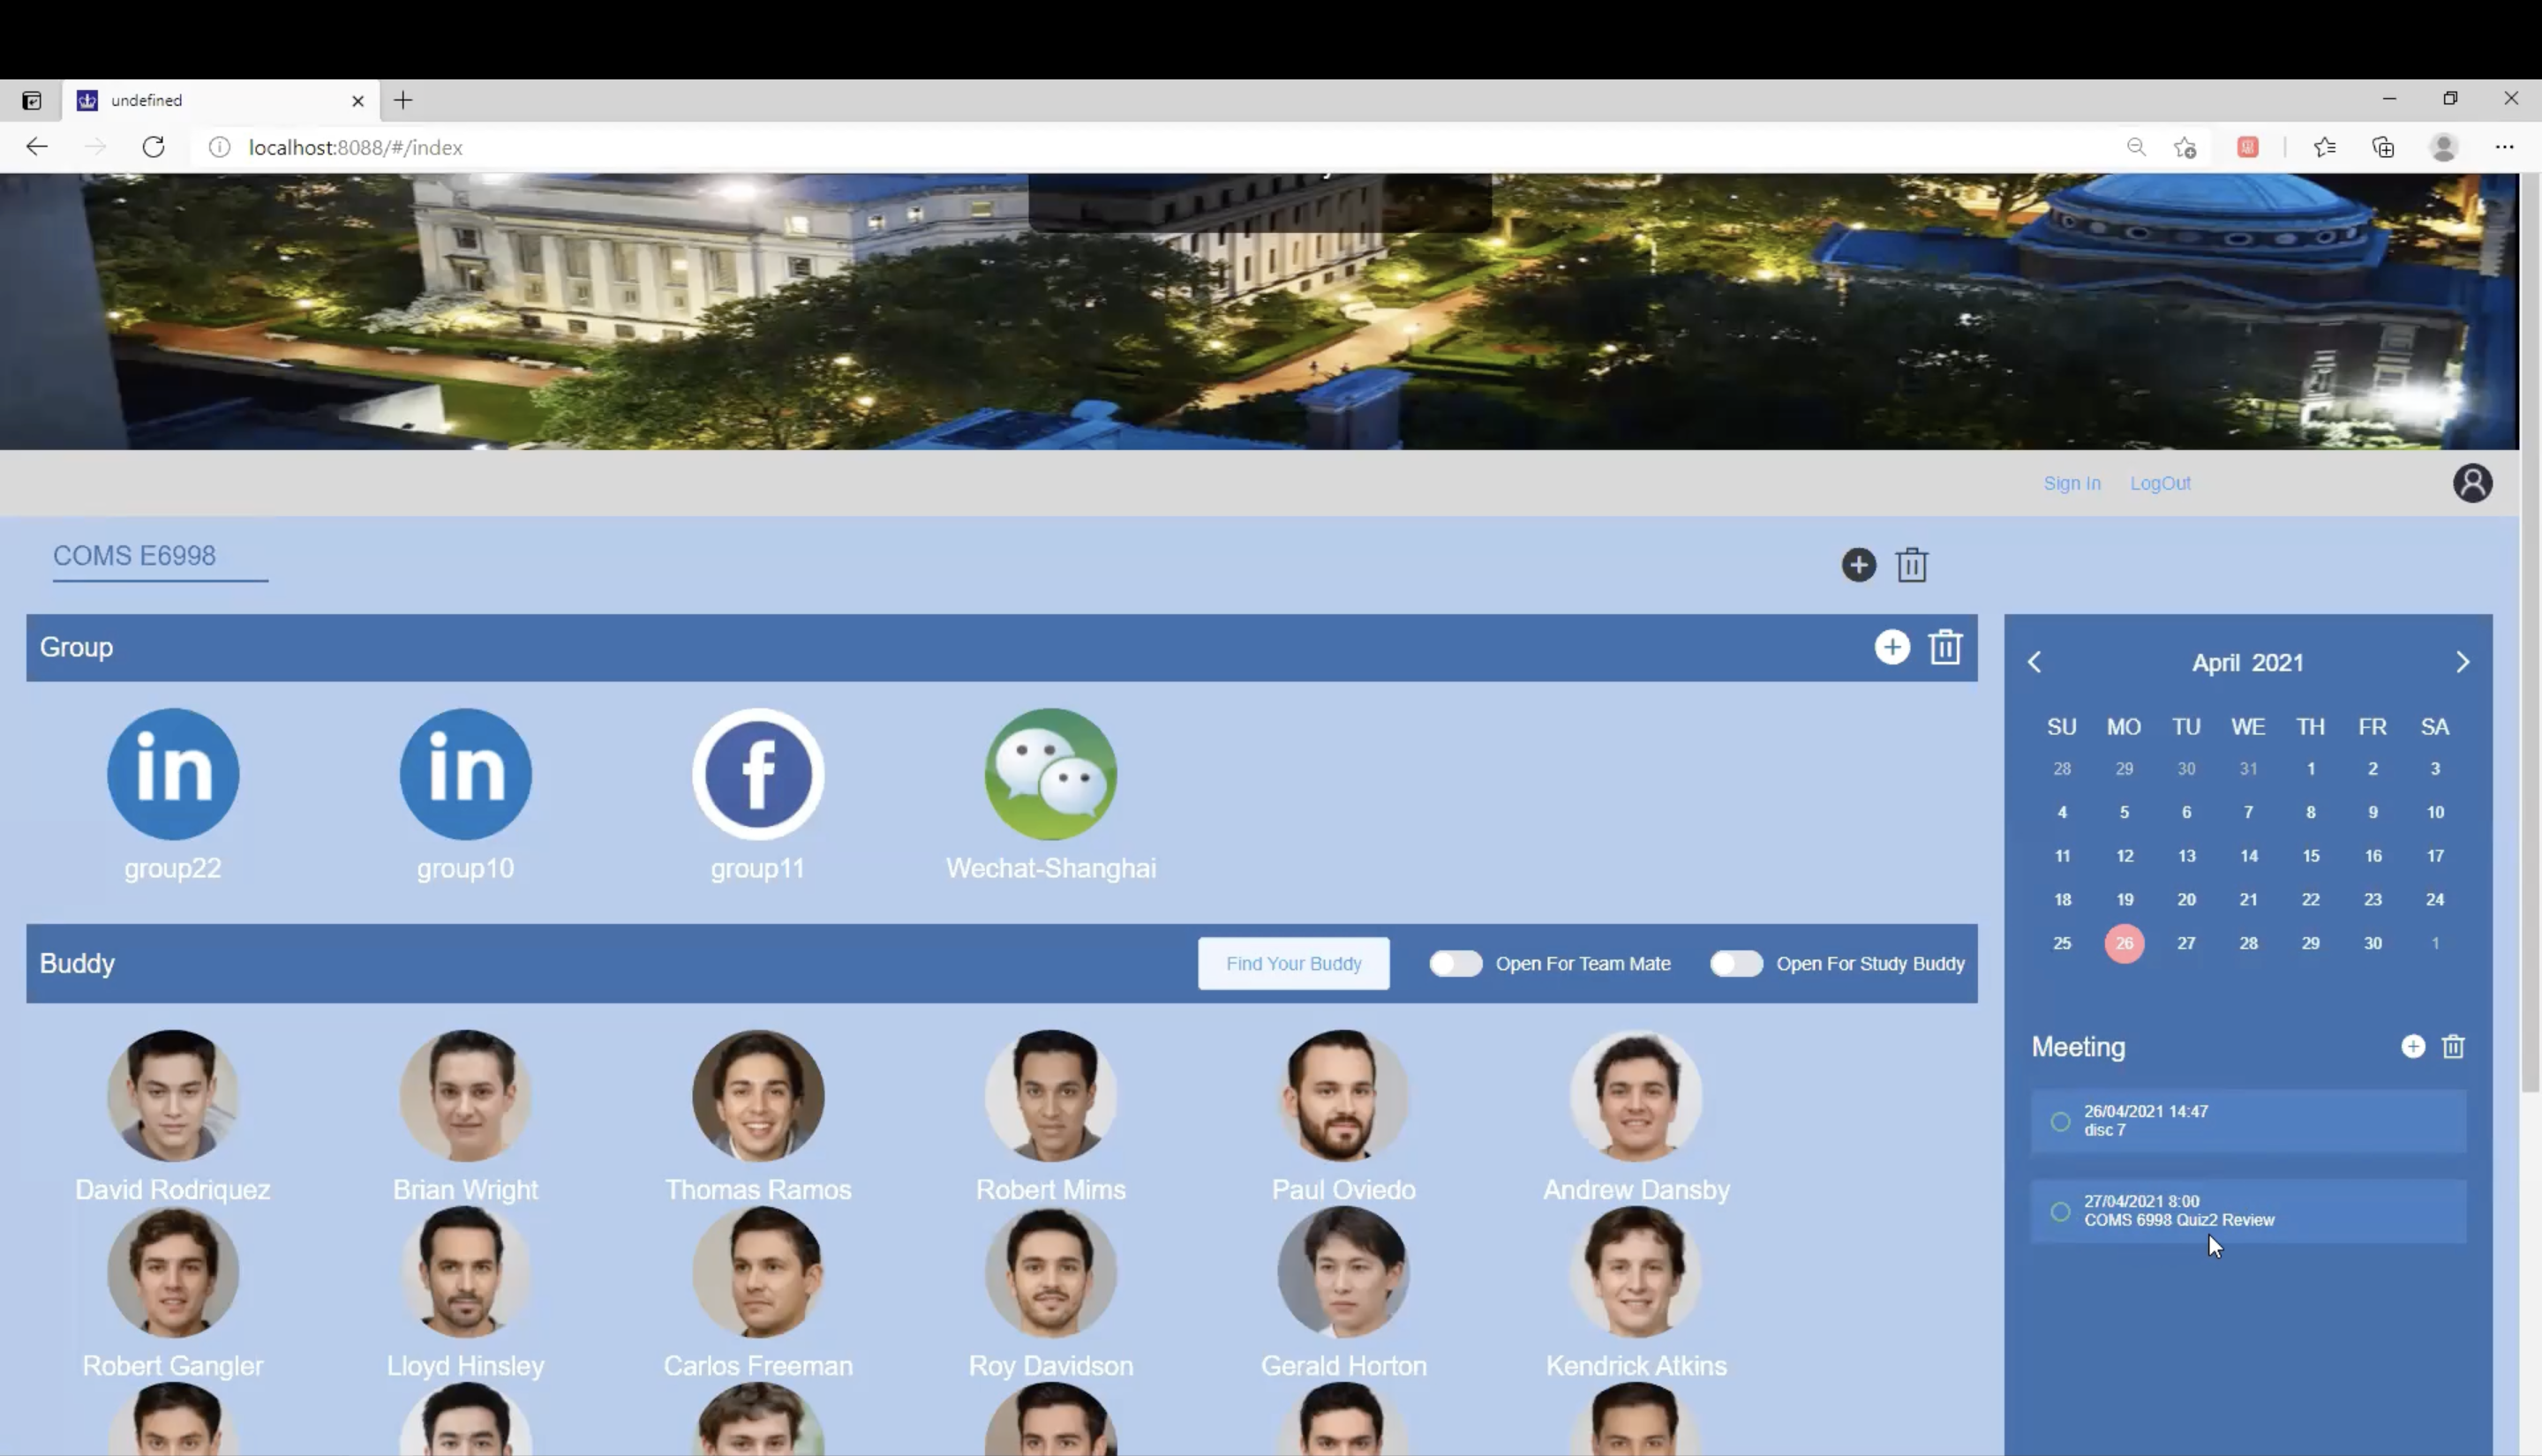 undefined
localhost:8088/#/index
Sign In LogOut
COMS E6998
Group
in in f
group22 group10 group11 Wechat-Shanghai
Buddy Find Your Buddy Open For Team Mate Open For Study Buddy
David Rodriquez Brian Wright Thomas Ramos Robert Mims Paul Oviedo Andrew Dansby
Robert Gangler Lloyd Hinsley Carlos Freeman Roy Davidson Gerald Horton Kendrick Atkins
April 2021
SU MO TU WE TH FR SA
28 29 30 31 1 2 3
4 5 6 7 8 9 10
11 12 13 14 15 16 17
18 19 20 21 22 23 24
25 26 27 28 29 30 1
Meeting
26/04/2021 14:47
disc 7
27/04/2021 8:00
COMS 6998 Quiz2 Review